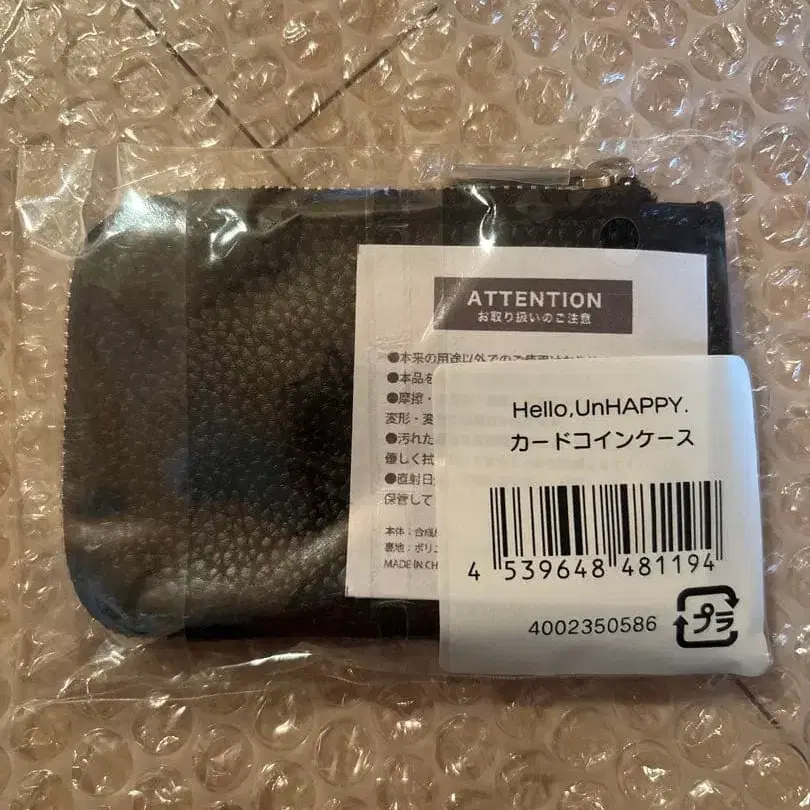 ATTENTION
お取り扱いのご注意
●本来の用途以外でのご使用は
●本品を
●摩擦・
変形・変
●汚れた
優しく拭
●直射日
保管して
本体:合成
裏地:ポリエ
MADE IN CH
Hello,UnHAPPY.
カードコインケース
4 539648 481194
4002350586
プラ